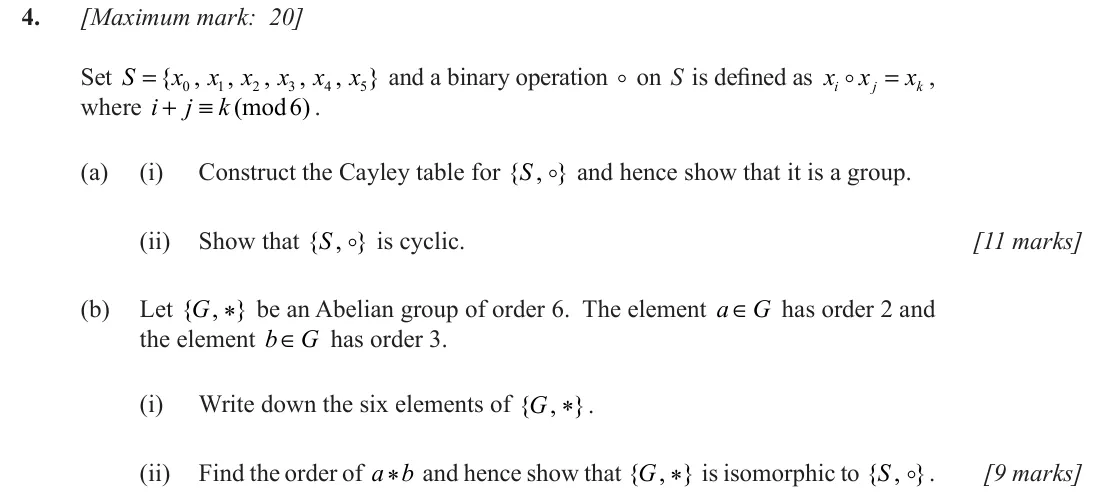 4. [Maximum mark: 20]
Set S = {x₀, x₁, x₂, x₃, x₄, x₅} and a binary operation ∘ on S is defined as xᵢ ∘ xⱼ = xₖ,
where i + j ≡ k (mod 6).
(a) (i) Construct the Cayley table for {S, ∘} and hence show that it is a group.
(ii) Show that {S, ∘} is cyclic. [11 marks]
(b) Let {G, *} be an Abelian group of order 6. The element a ∈ G has order 2 and
the element b ∈ G has order 3.
(i) Write down the six elements of {G, *}.
(ii) Find the order of a * b and hence show that {G, *} is isomorphic to {S, ∘}. [9 marks]